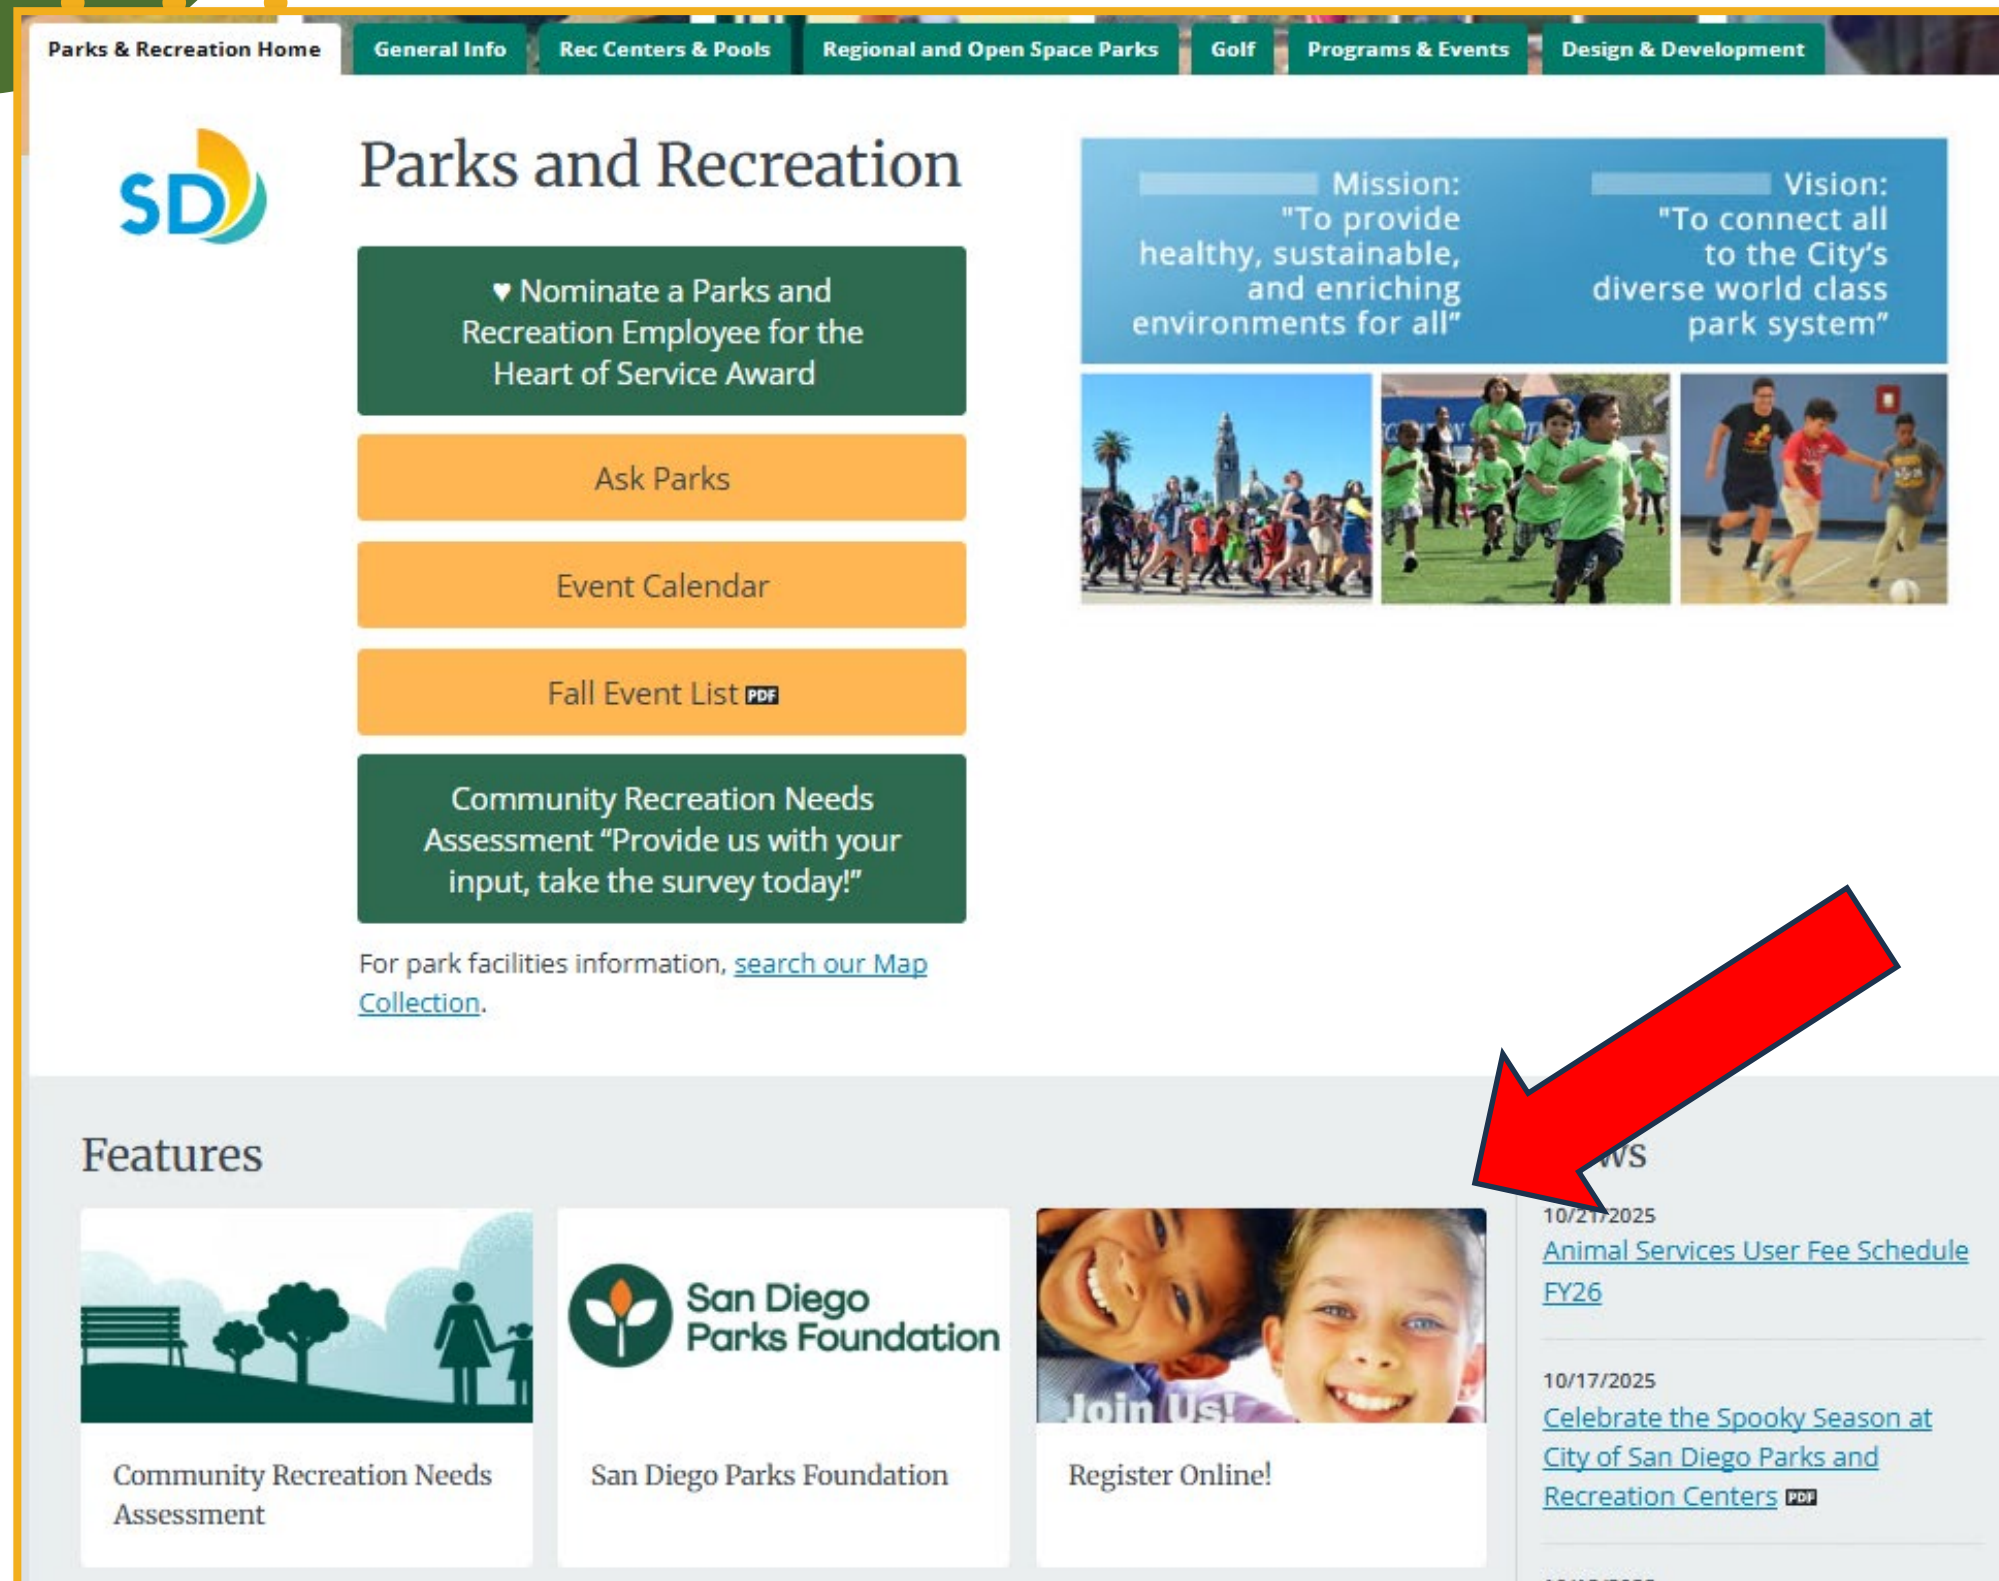 Parks & Recreation Home
General Info
Rec Centers & Pools
Regional and Open Space Parks
Golf
Programs & Events
Design & Development
SD
Parks and Recreation
♥ Nominate a Parks and
Recreation Employee for the
Heart of Service Award
Ask Parks
Event Calendar
Fall Event List PDF
Community Recreation Needs
Assessment “Provide us with your
input, take the survey today!”
For park facilities information, search our Map
Collection.
Mission:
"To provide
healthy, sustainable,
and enriching
environments for all”
Vision:
"To connect all
to the City’s
diverse world class
park system”
Features
San Diego
Parks Foundation
Join Us!
Community Recreation Needs
Assessment
San Diego Parks Foundation
Register Online!
10/21/2025
Animal Services User Fee Schedule
FY26
10/17/2025
Celebrate the Spooky Season at
City of San Diego Parks and
Recreation Centers PDF